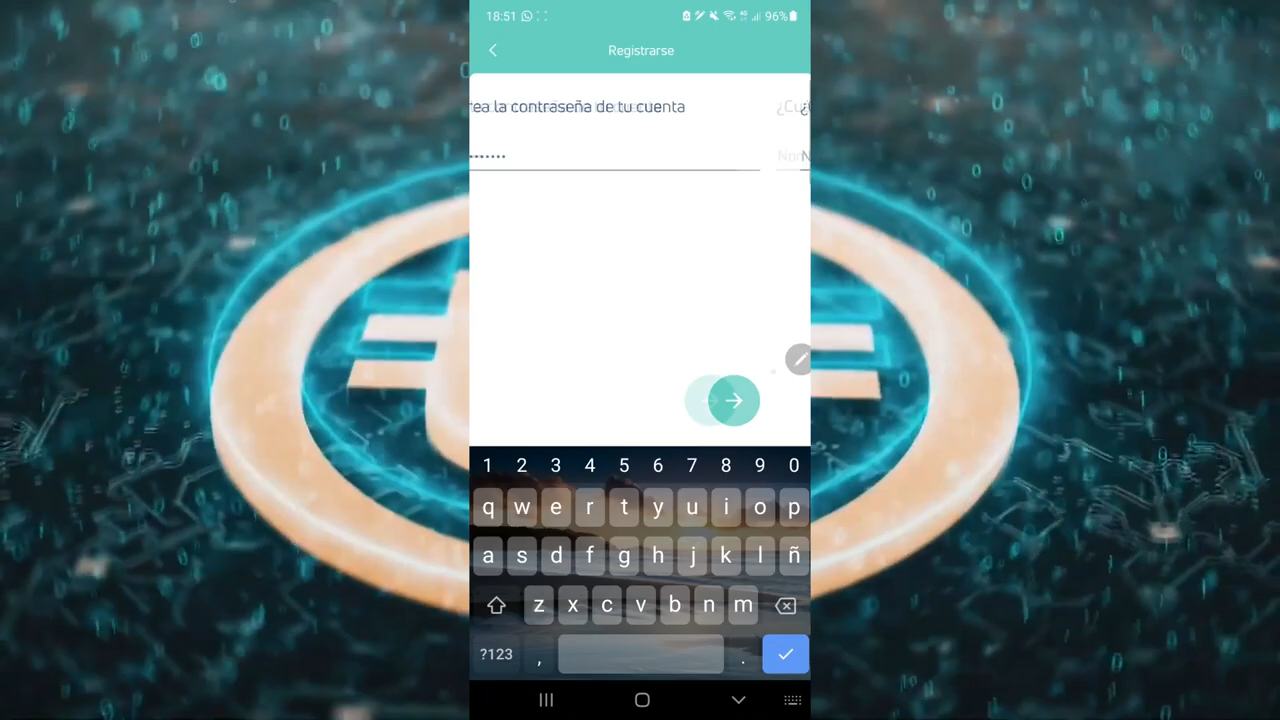 18:51
96%
Registrarse
ea la contraseña de tu cuenta
1 2 3 4 5 6 7 8 9 0
q w e r t y u i o p
a s d f g h j k l ñ
z x c v b n m
?123 , .